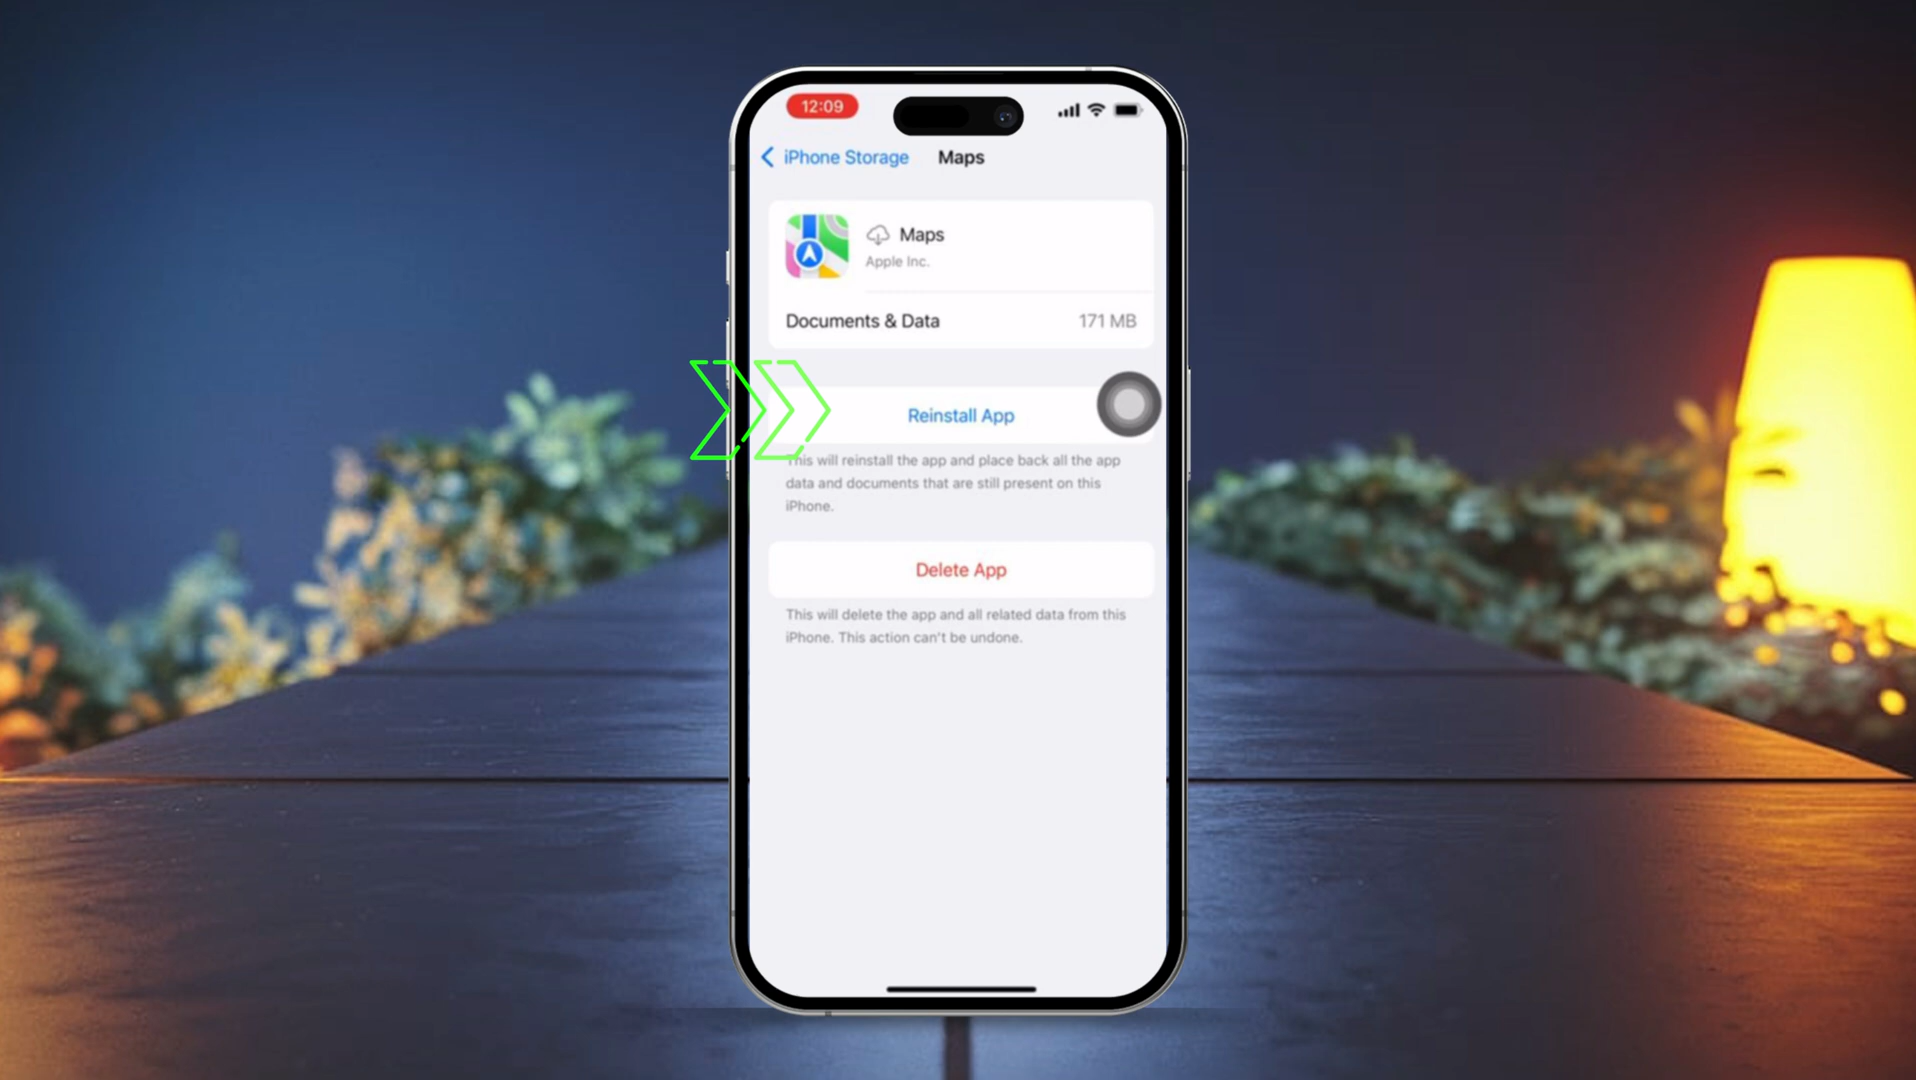 12:09
iPhone Storage
Maps
Maps
Apple Inc.
Documents & Data
171 MB
Reinstall App
This will reinstall the app and place back all the app
data and documents that are still present on this
iPhone.
Delete App
This will delete the app and all related data from this
iPhone. This action can't be undone.